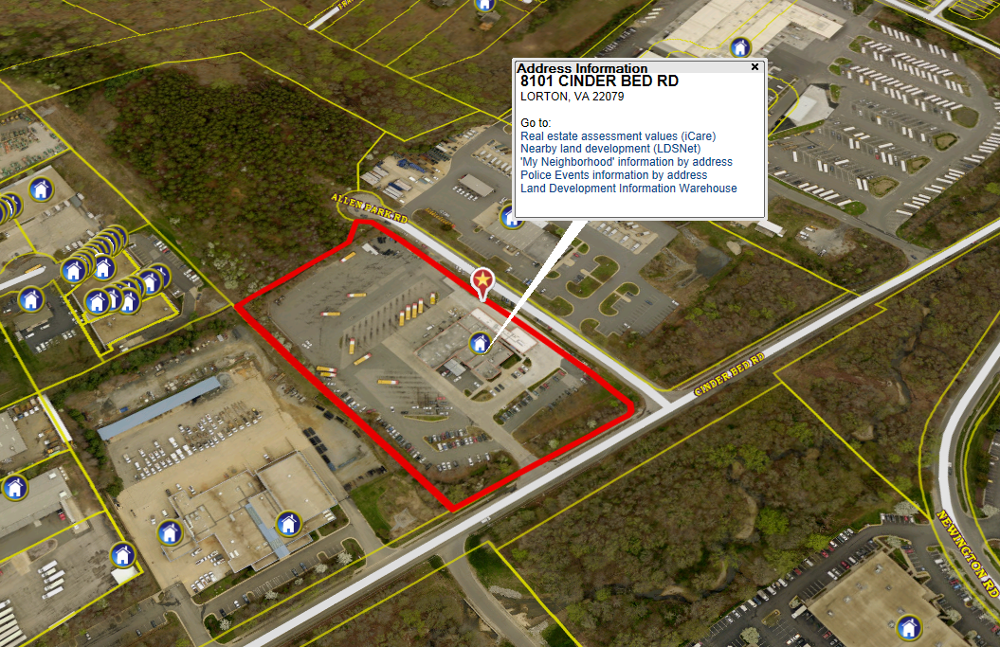 Address Information
8101 CINDER BED RD
LORTON, VA 22079
Go to:
Real estate assessment values (iCare)
Nearby land development (LDSNet)
'My Neighborhood' information by address
Police Events information by address
Land Development Information Warehouse
ALLEN PARK RD
CINDER BED RD
NEWINGTON RD